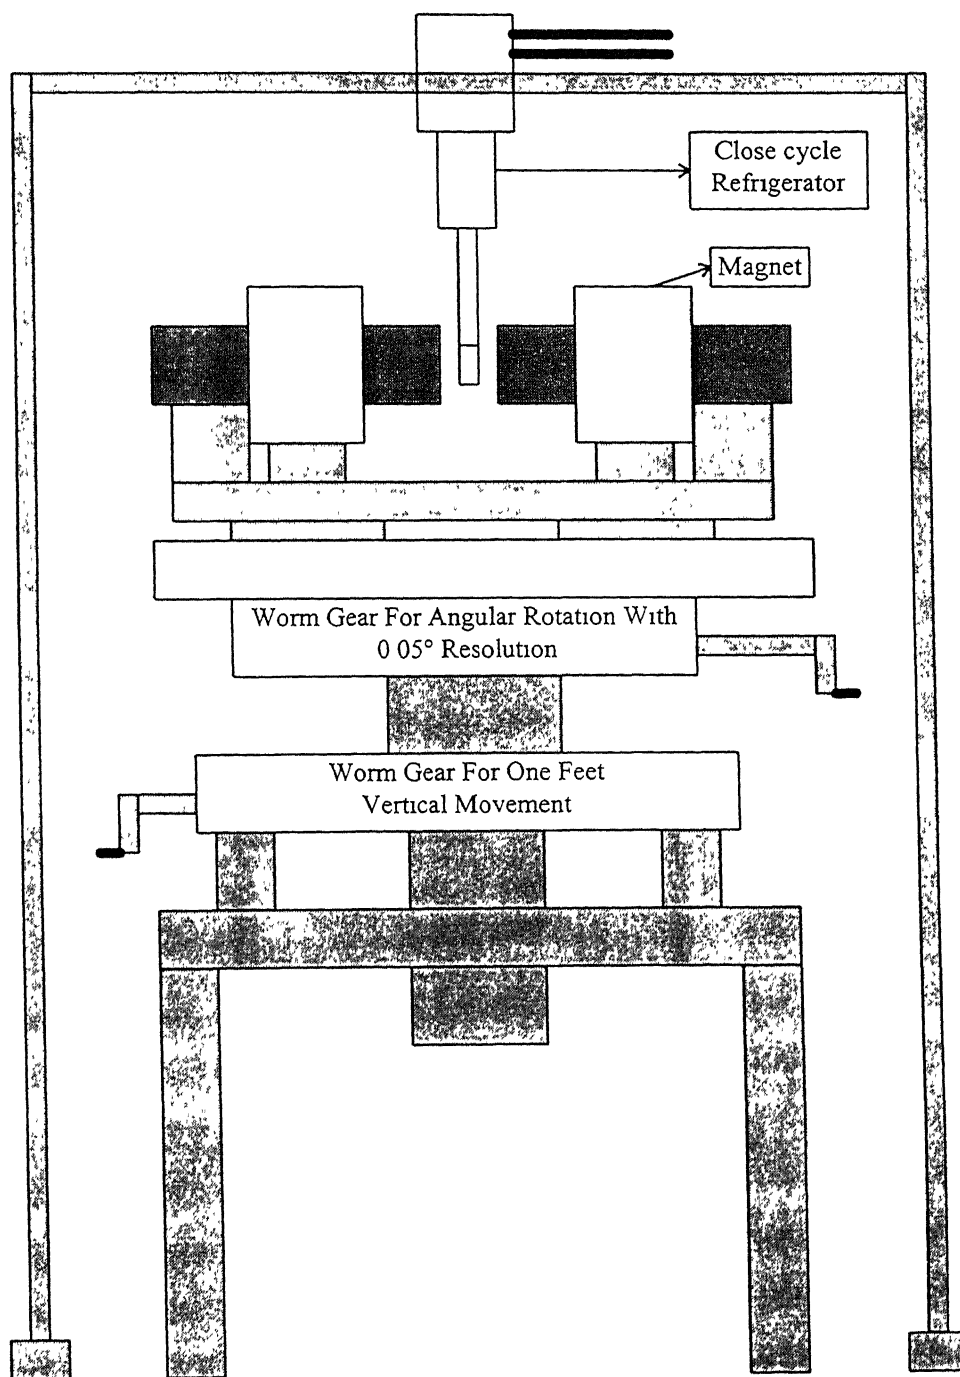 Close cycle
Refrigerator
Magnet
Worm Gear For Angular Rotation With
0 05° Resolution
Worm Gear For One Feet
Vertical Movement